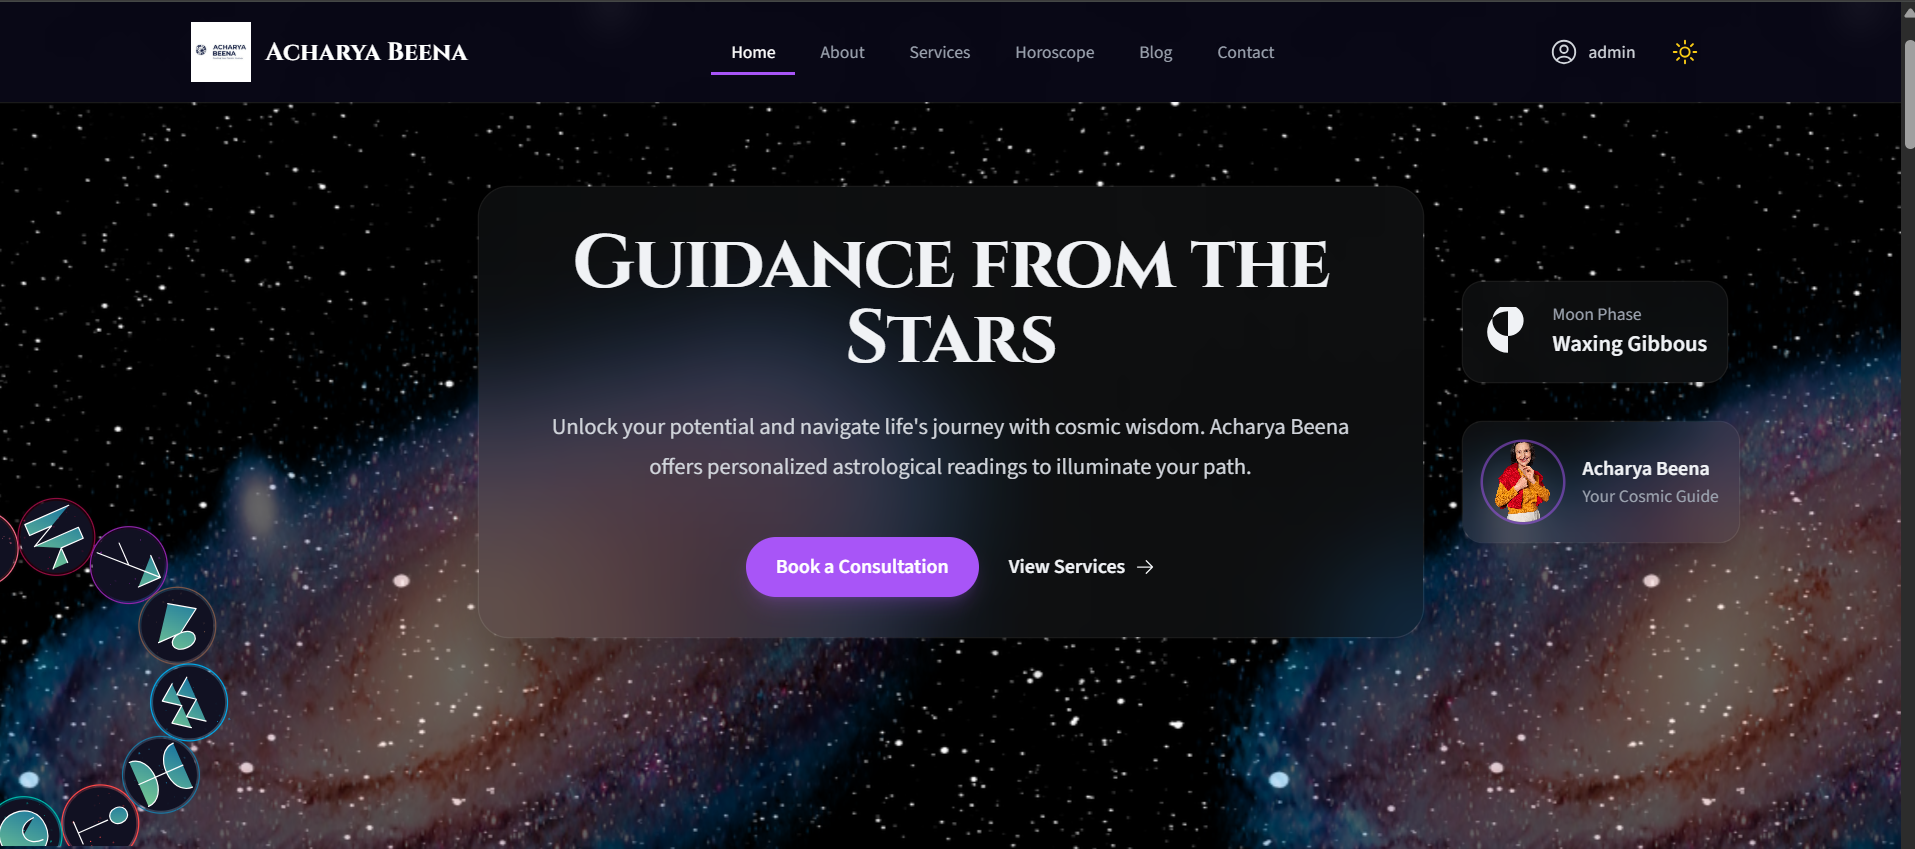 ACHARYA
BEENA
Acharya Beena
Home
About
Services
Horoscope
Blog
Contact
admin
Guidance from the
Stars
Unlock your potential and navigate life's journey with cosmic wisdom. Acharya Beena
offers personalized astrological readings to illuminate your path.
Book a Consultation
View Services →
Moon Phase
Waxing Gibbous
Acharya Beena
Your Cosmic Guide